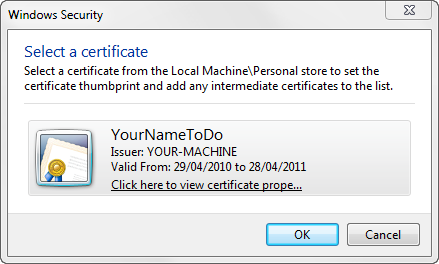 Windows Security
Select a certificate
Select a certificate from the Local Machine\Personal store to set the
certificate thumbprint and add any intermediate certificates to the list.
YourNameToDo
Issuer: YOUR-MACHINE
Valid From: 29/04/2010 to 28/04/2011
Click here to view certificate prope...
OK
Cancel